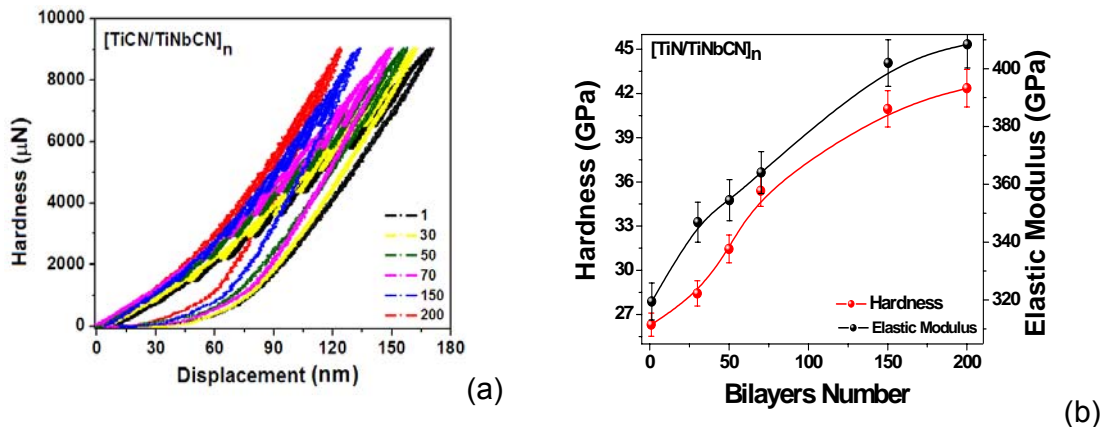 [TiCN/TiNbCN]n
Hardness (µN)
10000
8000
6000
4000
2000
0
1
30
50
70
150
200
0 30 60 90 120 150 180
Displacement (nm)
(a)
[TiN/TiNbCN]n
Hardness (GPa)
45
42
39
36
33
30
27
Elastic Modulus (GPa)
400
380
360
340
320
Hardness
Elastic Modulus
0 50 100 150 200
Bilayers Number
(b)